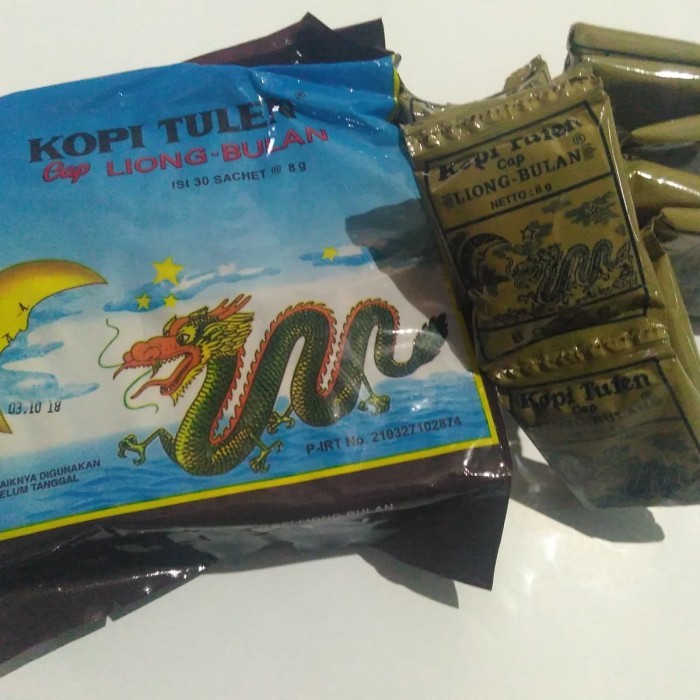 KOPI TULEN
Cap LIONG-BULAN
ISI 30 SACHET @ 8 g
03.10 18
AIKNYA DIGUNAKAN
ELUM TANGGAL
P-IRT No. 210327102874
BULAN
Kopi Tulen ®
Cap
LIONG-BULAN
NETTO : 8 g
Kopi Tulen
Cap